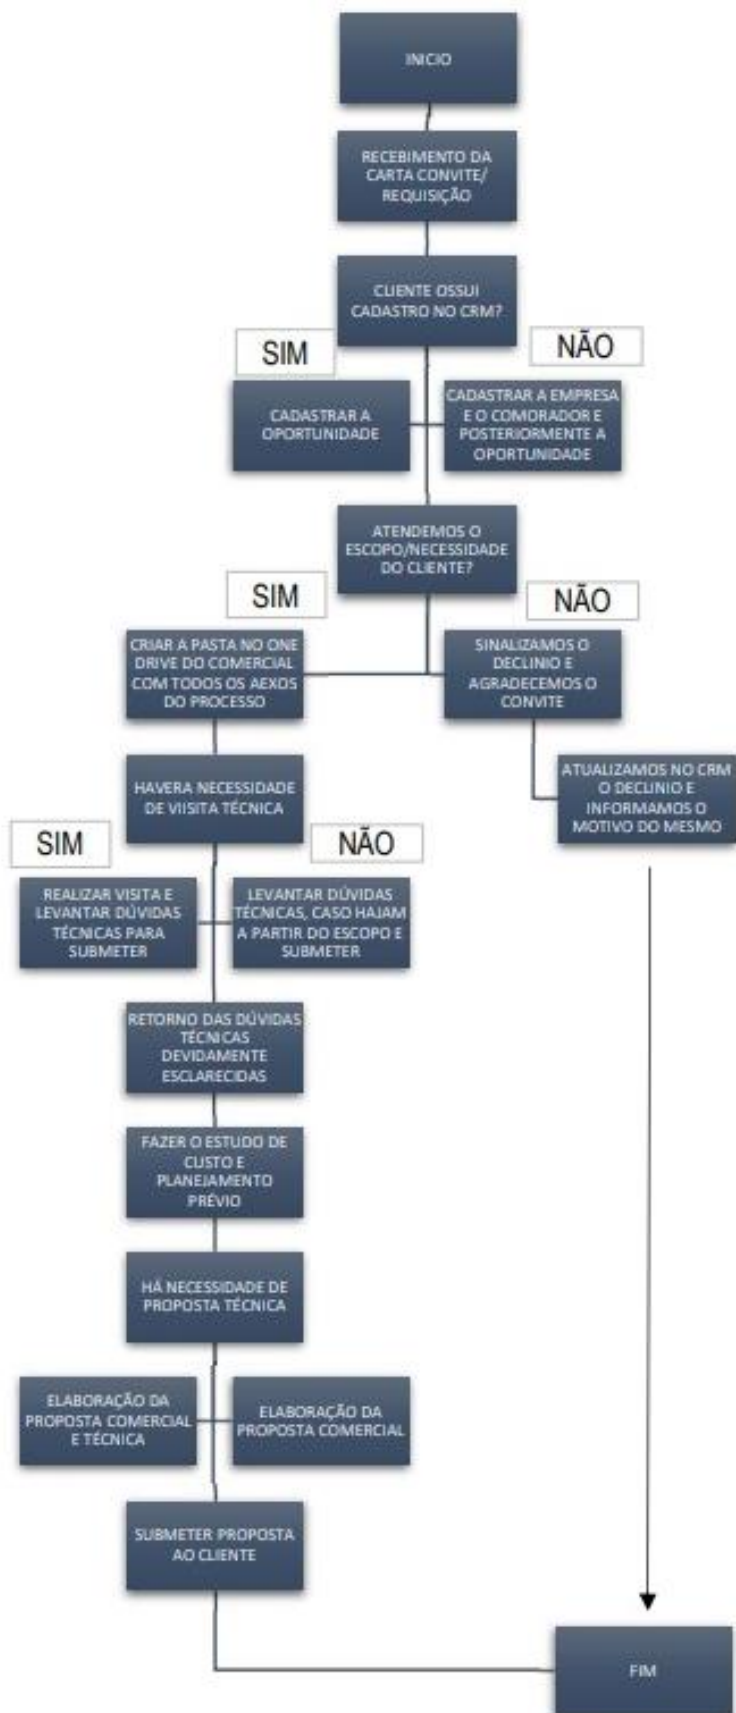 INICIO
RECEBIMENTO DA
CARTA CONVITE/
REQUISIÇÃO
CLIENTE OSSUI
CADASTRO NO CRM?
SIM
NÃO
CADASTRAR A
OPORTUNIDADE
CADASTRAR A EMPRESA
E O COMORADOR E
POSTERIORMENTE A
OPORTUNIDADE
ATENDEMOS O
ESCOPO/NECESSIDADE
DO CLIENTE?
SIM
NÃO
CRIAR A PASTA NO ONE
DRIVE DO COMERCIAL
COM TODOS OS AEXOS
DO PROCESSO
SINALIZAMOS O
DECLINIO E
AGRADECEMOS O
CONVITE
HAVERA NECESSIDADE
DE VIISITA TÉCNICA
ATUALIZAMOS NO CRM
O DECLINIO E
INFORMAMOS O
MOTIVO DO MESMO
SIM
NÃO
REALIZAR VISITA E
LEVANTAR DÚVIDAS
TÉCNICAS PARA
SUBMETER
LEVANTAR DÚVIDAS
TÉCNICAS, CASO HAJAM
A PARTIR DO ESCOPO E
SUBMETER
RETORNO DAS DÚVIDAS
TÉCNICAS
DEVIDAMENTE
ESCLARECIDAS
FAZER O ESTUDO DE
CUSTO E
PLANEJAMENTO
PRÉVIO
HÁ NECESSIDADE DE
PROPOSTA TÉCNICA
ELABORAÇÃO DA
PROPOSTA COMERCIAL
E TÉCNICA
ELABORAÇÃO DA
PROPOSTA COMERCIAL
SUBMETER PROPOSTA
AO CLIENTE
FIM